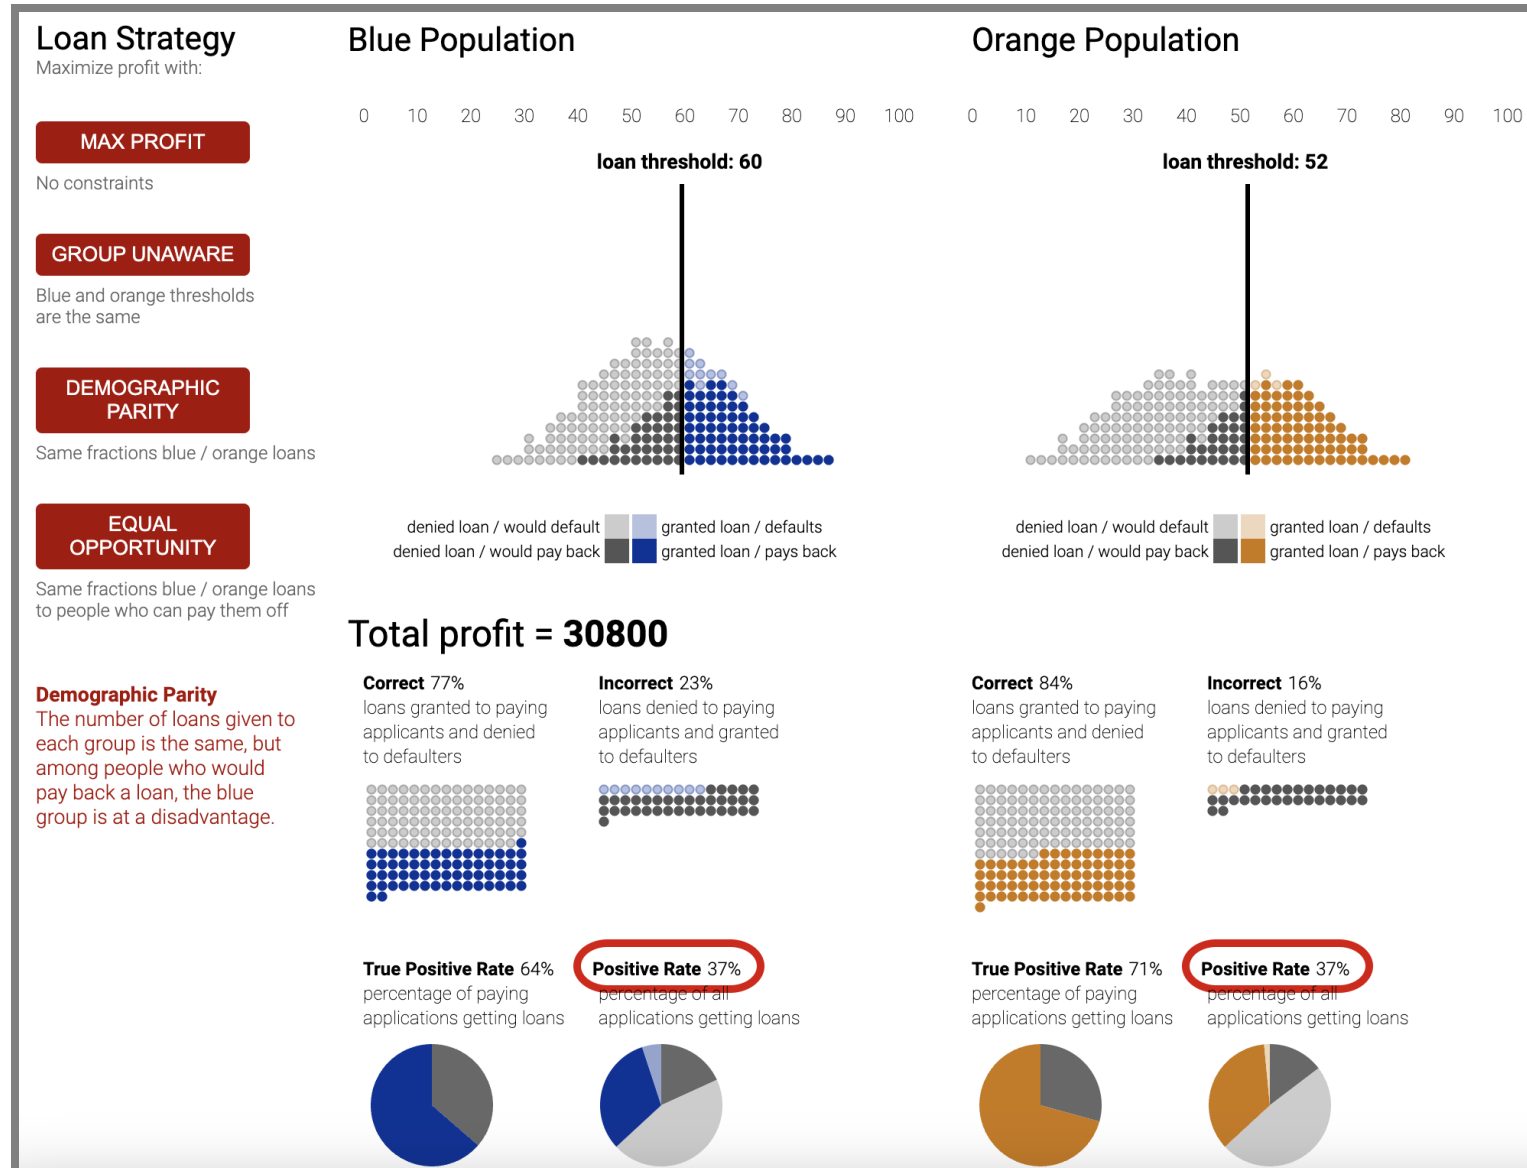 Loan Strategy
Maximize profit with:
MAX PROFIT
No constraints
GROUP UNAWARE
Blue and orange thresholds
are the same
DEMOGRAPHIC
PARITY
Same fractions blue / orange loans
EQUAL
OPPORTUNITY
Same fractions blue / orange loans
to people who can pay them off
Demographic Parity
The number of loans given to
each group is the same, but
among people who would
pay back a loan, the blue
group is at a disadvantage.
Blue Population
0 10 20 30 40 50 60 70 80 90 100
loan threshold: 60
denied loan / would default
granted loan / defaults
denied loan / would pay back
granted loan / pays back
Orange Population
0 10 20 30 40 50 60 70 80 90 100
loan threshold: 52
denied loan / would default
granted loan / defaults
denied loan / would pay back
granted loan / pays back
Total profit = 30800
Correct 77%
loans granted to paying
applicants and denied
to defaulters
Incorrect 23%
loans denied to paying
applicants and granted
to defaulters
True Positive Rate 64%
percentage of paying
applications getting loans
Positive Rate 37%
percentage of all
applications getting loans
Correct 84%
loans granted to paying
applicants and denied
to defaulters
Incorrect 16%
loans denied to paying
applicants and granted
to defaulters
True Positive Rate 71%
percentage of paying
applications getting loans
Positive Rate 37%
percentage of all
applications getting loans